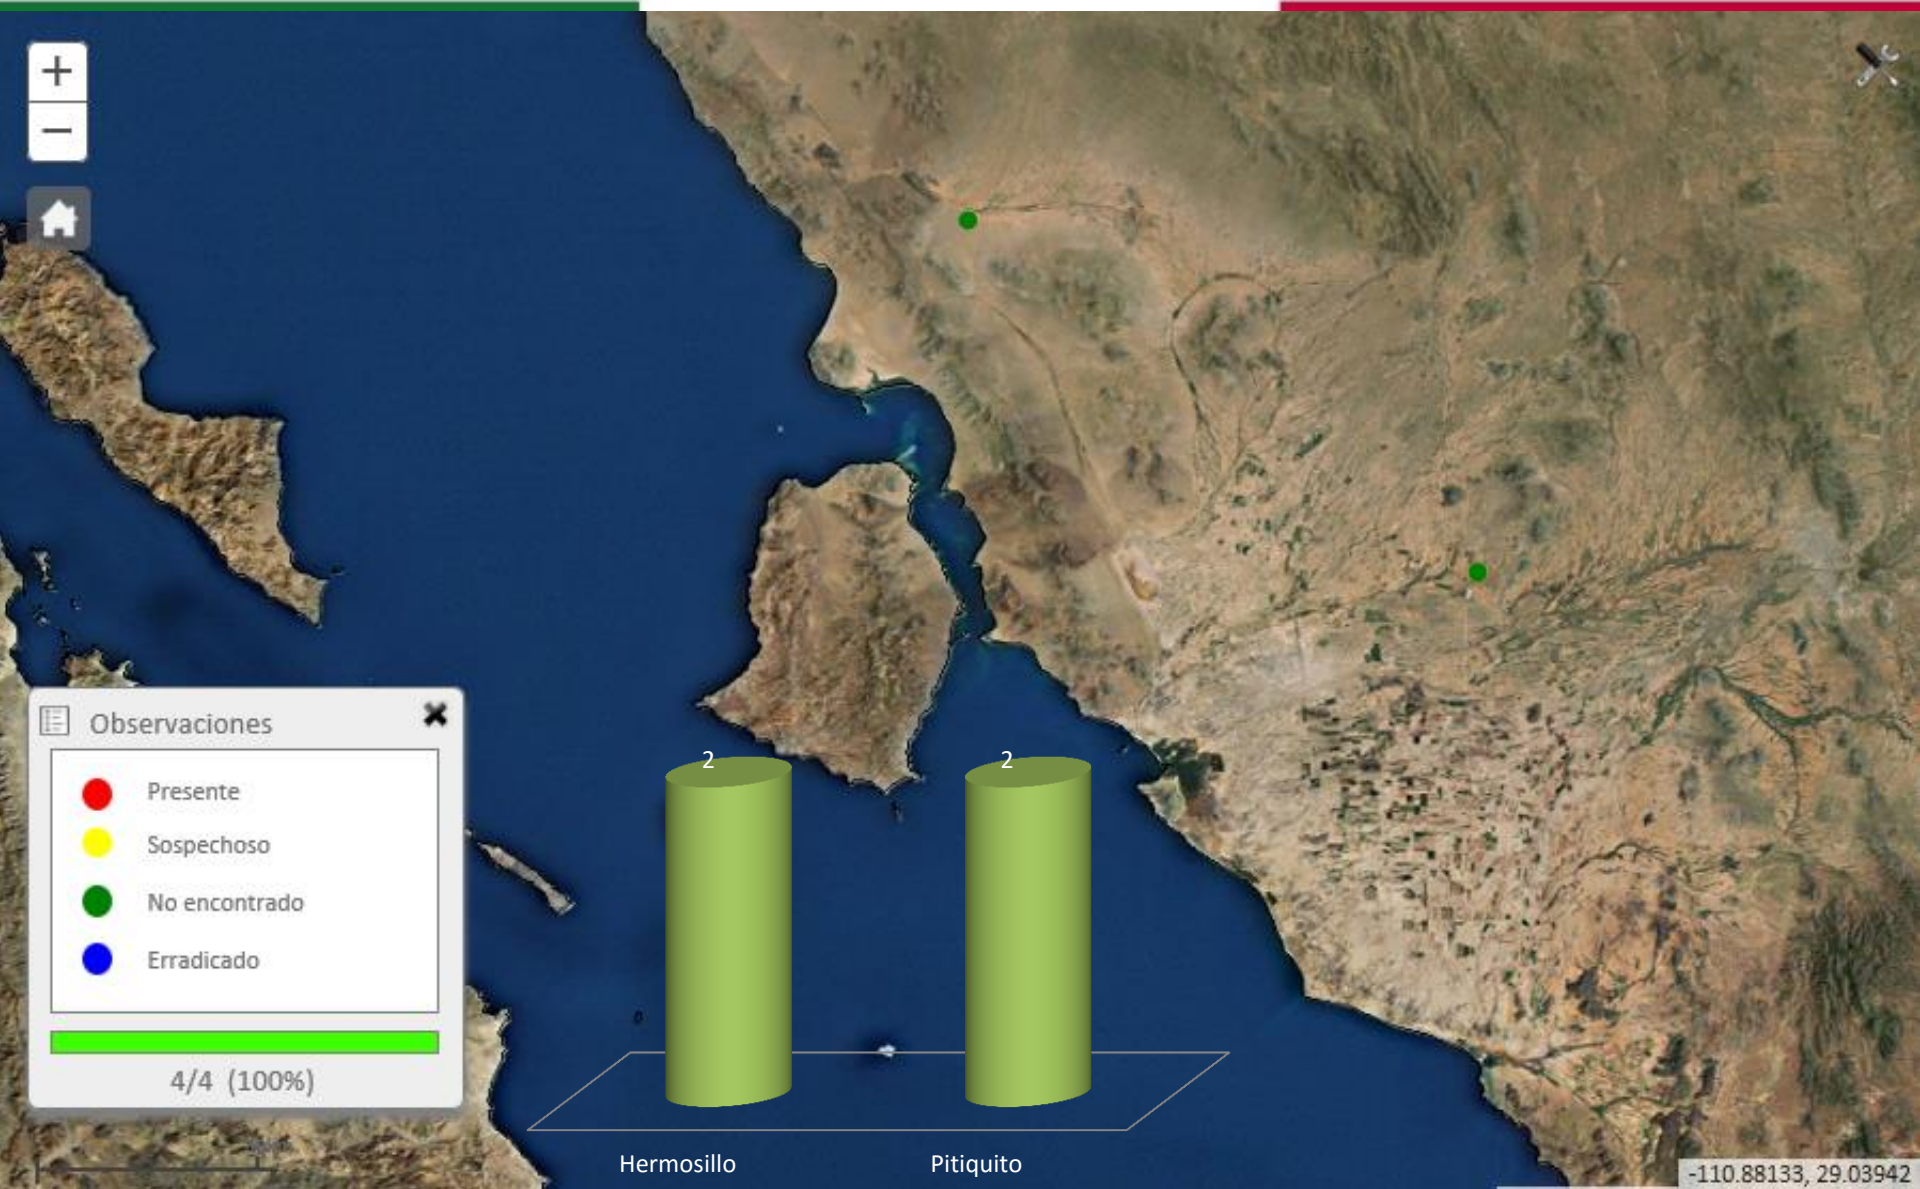 +
−
Observaciones
Presente
Sospechoso
No encontrado
Erradicado
4/4 (100%)
2
2
Hermosillo
Pitiquito
-110.88133, 29.03942